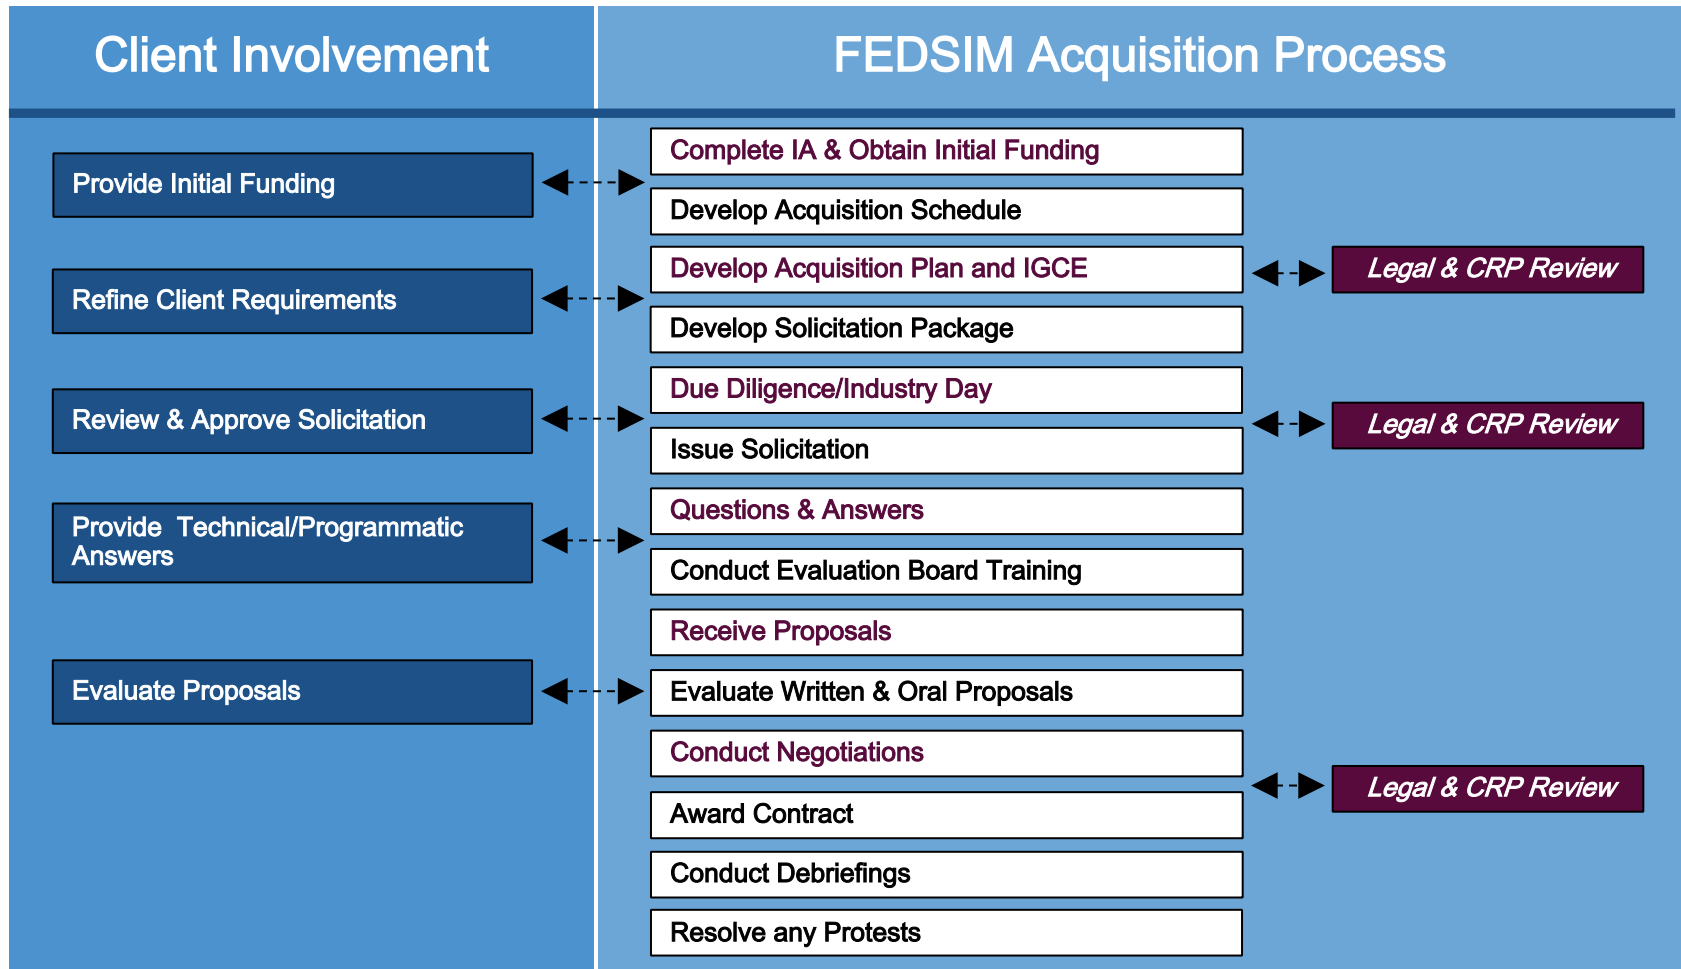 Client Involvement
FEDSIM Acquisition Process
Complete IA & Obtain Initial Funding
Provide Initial Funding
Develop Acquisition Schedule
Develop Acquisition Plan and IGCE
Legal & CRP Review
Refine Client Requirements
Develop Solicitation Package
Due Diligence/Industry Day
Review & Approve Solicitation
Legal & CRP Review
Issue Solicitation
Questions & Answers
Provide Technical/Programmatic
Answers
Conduct Evaluation Board Training
Receive Proposals
Evaluate Proposals
Evaluate Written & Oral Proposals
Conduct Negotiations
Legal & CRP Review
Award Contract
Conduct Debriefings
Resolve any Protests